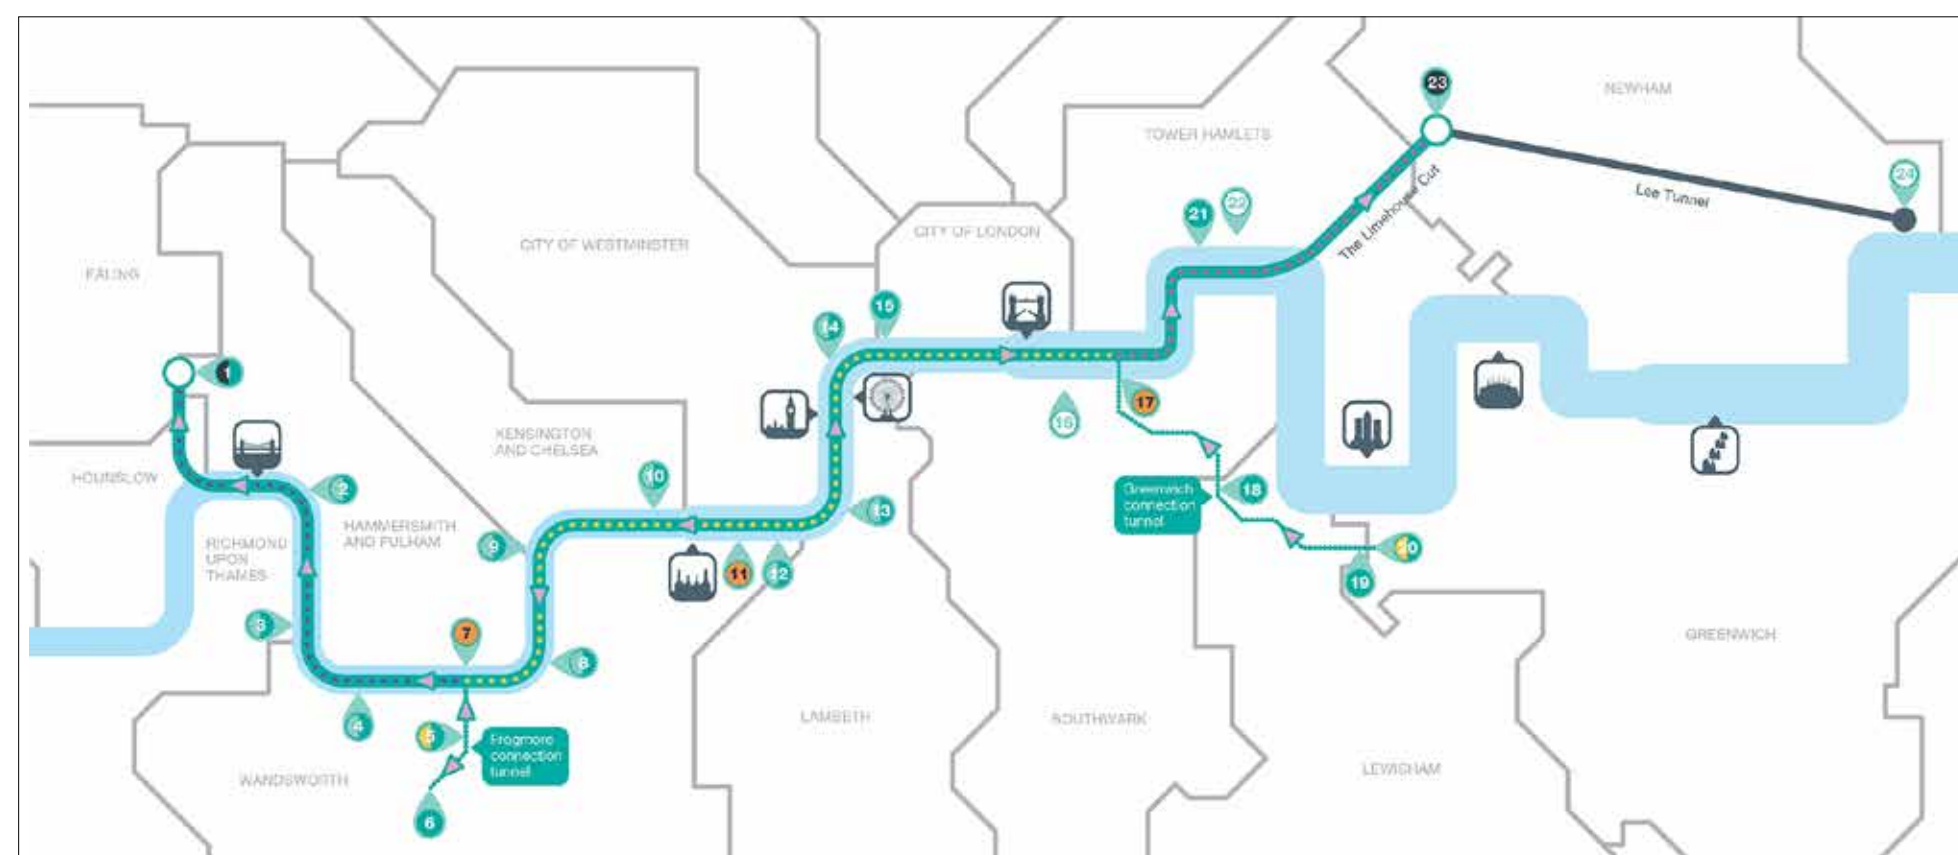 23
NEWHAM
TOWER HAMLETS
24
Lee Tunnel
The Limehouse Cut
21
22
CITY OF LONDON
CITY OF WESTMINSTER
EALING
15
14
1
17
16
KENSINGTON
AND CHELSEA
HOUNSLOW
10
2
Greenwich
connection
tunnel
18
13
HAMMERSMITH
AND FULHAM
9
RICHMOND
UPON
THAMES
11
12
20
19
3
7
8
GREENWICH
4
5
Frogmore
connection
tunnel
LAMBETH
SOUTHWARK
LEWISHAM
WANDSWORTH
6